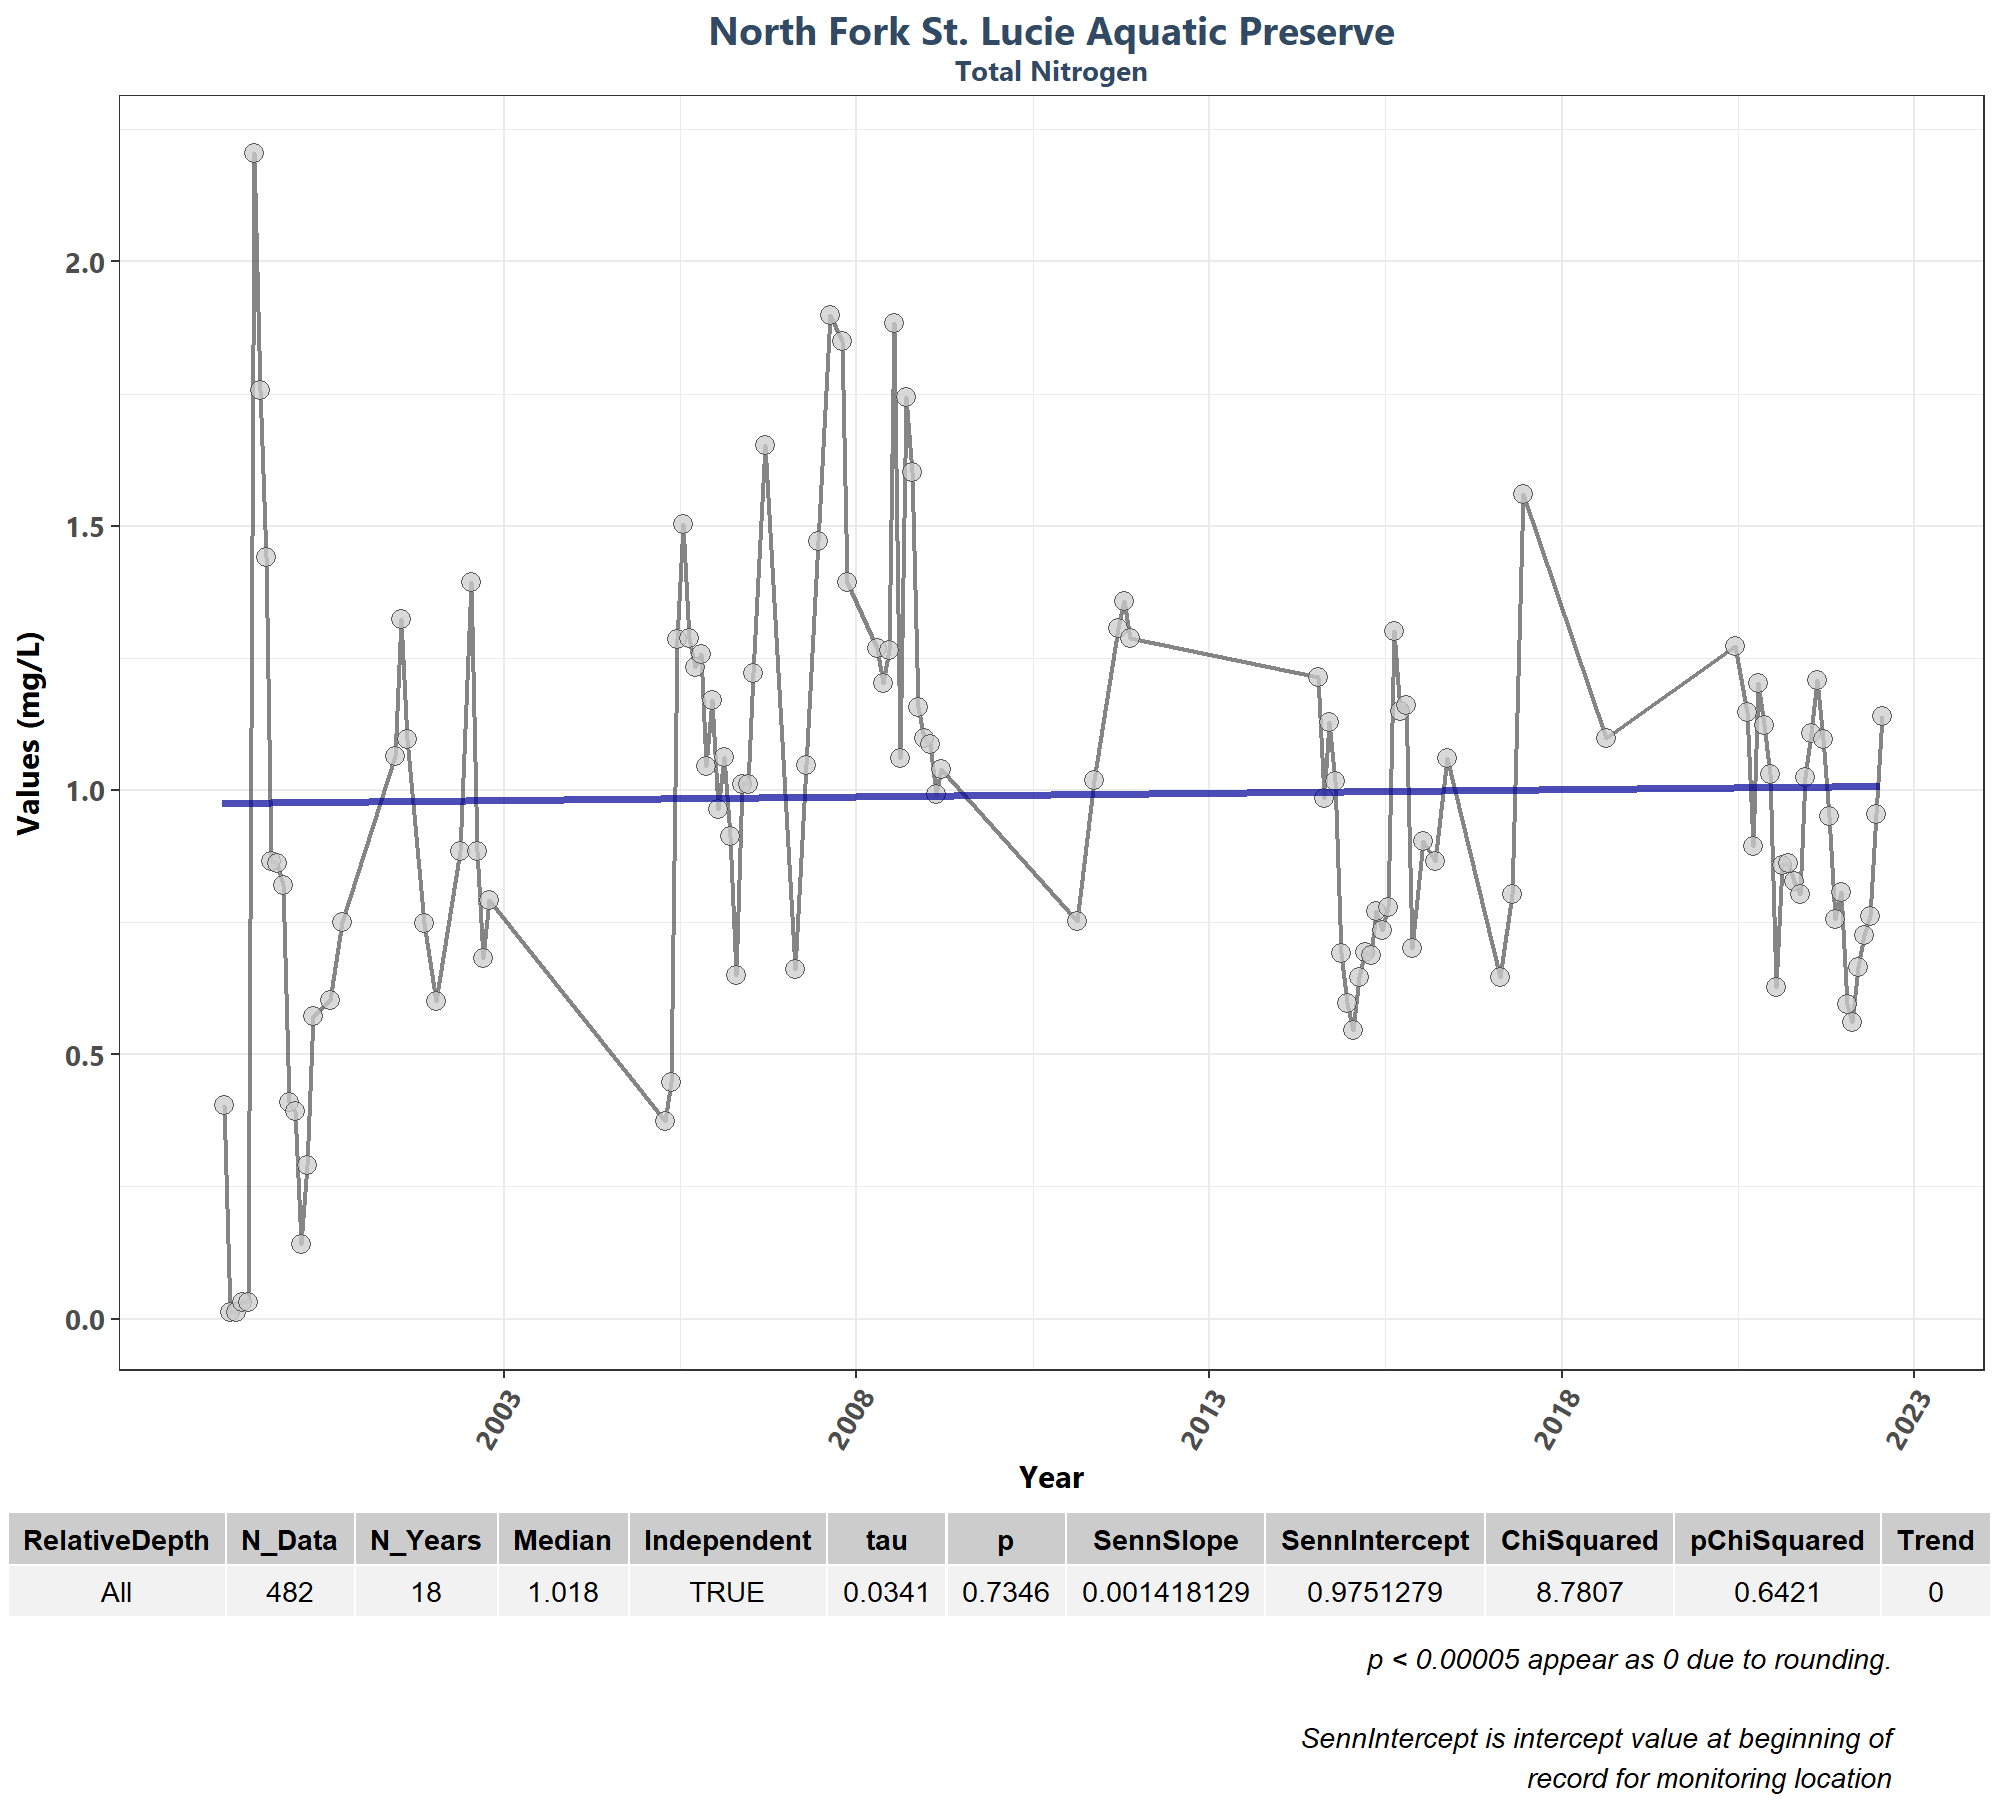 North Fork St. Lucie Aquatic Preserve
Total Nitrogen
Values (mg/L)
2.0
1.5
1.0
0.5
0.0
2003 2008 2013 2018 2023
Year
RelativeDepth N_Data N_Years Median Independent tau p SennSlope SennIntercept ChiSquared pChiSquared Trend
All 482 18 1.018 TRUE 0.0341 0.7346 0.001418129 0.9751279 8.7807 0.6421 0
p < 0.00005 appear as 0 due to rounding.
SennIntercept is intercept value at beginning of
record for monitoring location